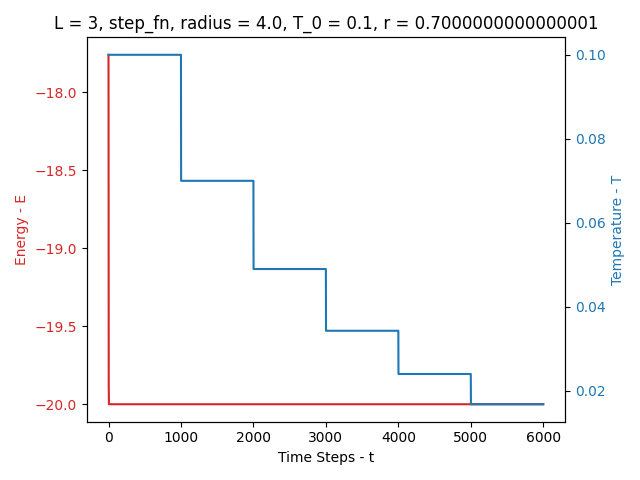 L = 3, step_fn, radius = 4.0, T_0 = 0.1, r = 0.7000000000000001
Energy - E
−18.0
−18.5
−19.0
−19.5
−20.0
0.10
0.08
0.06
0.04
0.02
Temperature - T
0 1000 2000 3000 4000 5000 6000
Time Steps - t